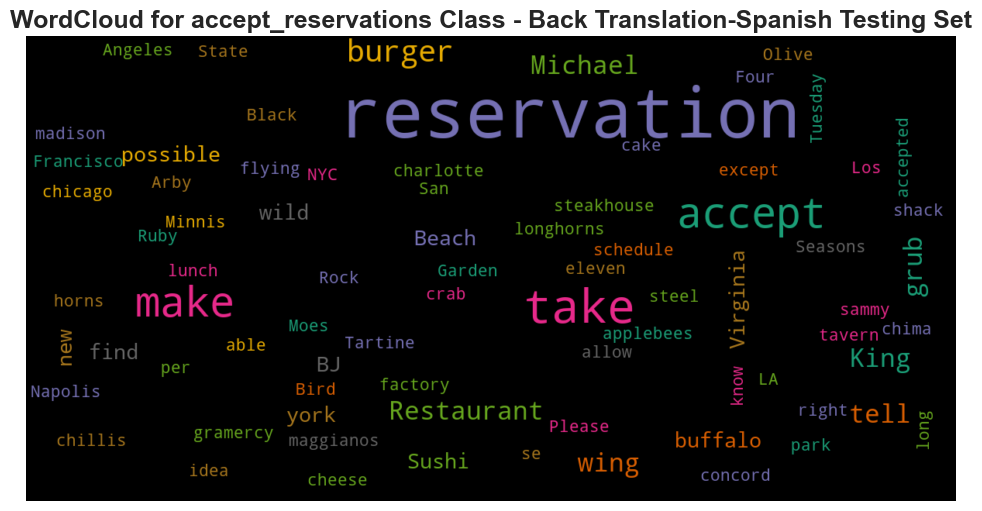 WordCloud for accept_reservations Class - Back Translation-Spanish Testing Set
Angeles
State
burger
Michael
Olive
Four
Tuesday
reservation
Black
madison
cake
accepted
Francisco
possible
flying
NYC
charlotte
except
Los
chicago
Arby
San
steakhouse
accept
shack
Minnis
wild
longhorns
Ruby
Beach
schedule
Seasons
lunch
Rock
Garden
eleven
Virginia
grub
horns
make
crab
take
steel
sammy
Moes
applebees
tavern
chima
new
find
able
Tartine
allow
King
per
BJ
know
LA
Napolis
Bird
factory
york
Restaurant
right
tell
long
chillis
gramercy
maggianos
Please
buffalo
park
idea
cheese
Sushi
se
wing
concord